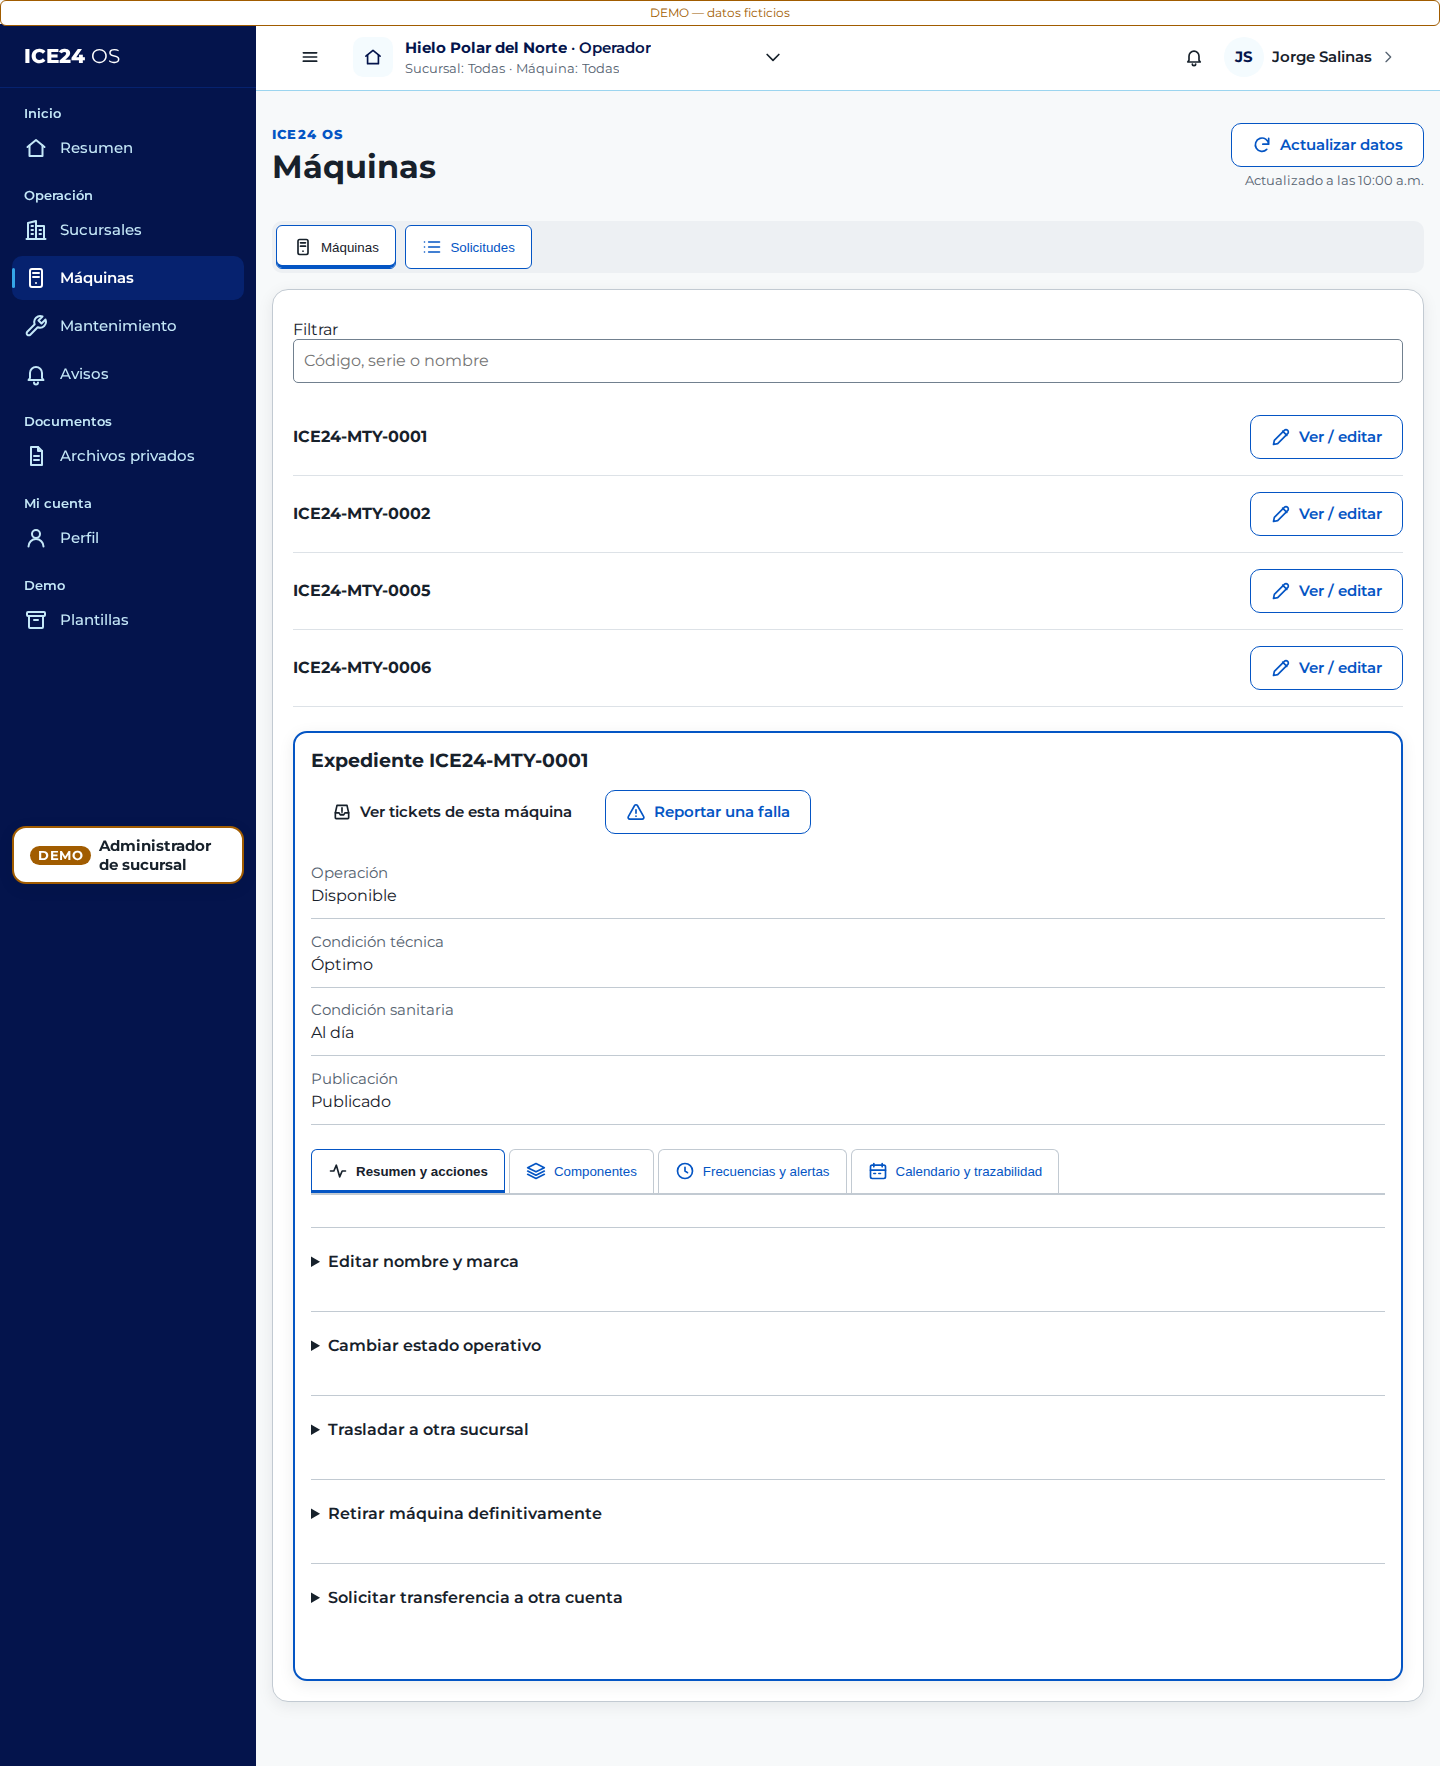 DEMO — datos ficticios
ICE24 OS
Inicio
Resumen
Operación
Sucursales
Máquinas
Mantenimiento
Avisos
Documentos
Archivos privados
Mi cuenta
Perfil
Demo
Plantillas
DEMO
Administrador
de sucursal
Hielo Polar del Norte · Operador
Sucursal: Todas · Máquina: Todas
JS
Jorge Salinas
ICE24 OS
Máquinas
Actualizar datos
Actualizado a las 10:00 a.m.
Máquinas
Solicitudes
Filtrar
Código, serie o nombre
ICE24-MTY-0001
Ver / editar
ICE24-MTY-0002
Ver / editar
ICE24-MTY-0005
Ver / editar
ICE24-MTY-0006
Ver / editar
Expediente ICE24-MTY-0001
Ver tickets de esta máquina
Reportar una falla
Operación
Disponible
Condición técnica
Óptimo
Condición sanitaria
Al día
Publicación
Publicado
Resumen y acciones
Componentes
Frecuencias y alertas
Calendario y trazabilidad
Editar nombre y marca
Cambiar estado operativo
Trasladar a otra sucursal
Retirar máquina definitivamente
Solicitar transferencia a otra cuenta